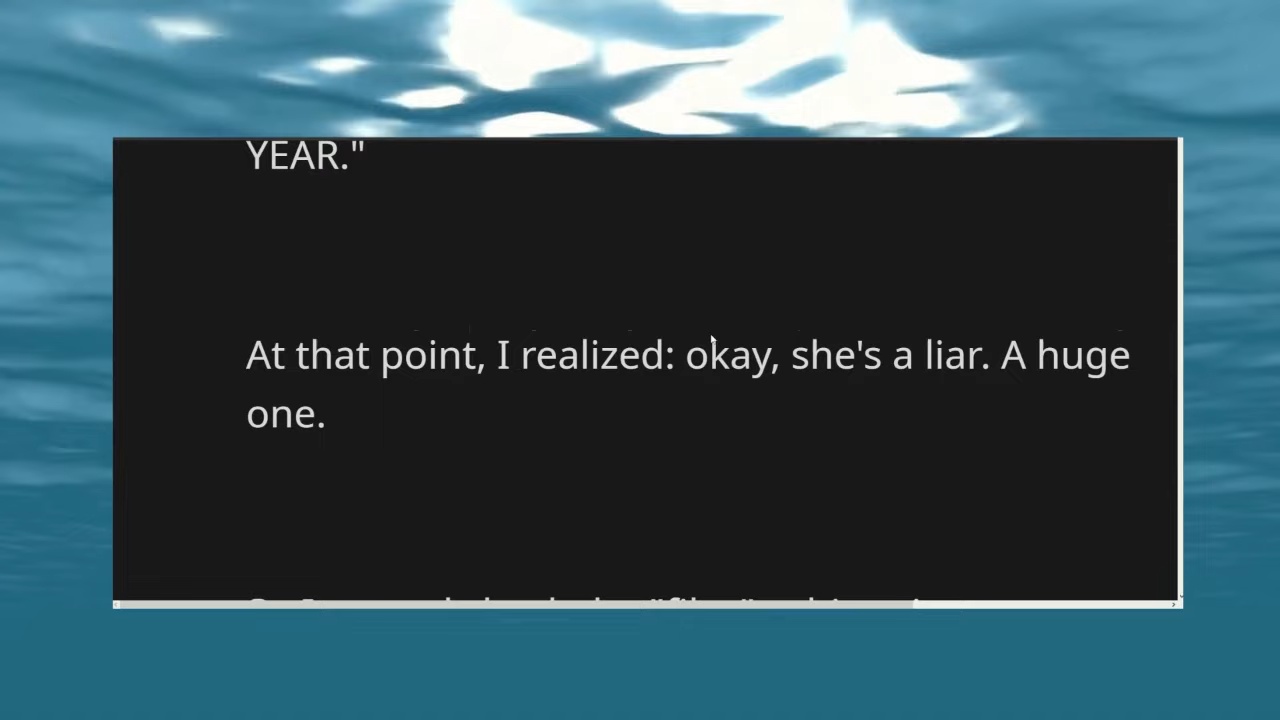 YEAR."
At that point, I realized: okay, she's a liar. A huge
one.